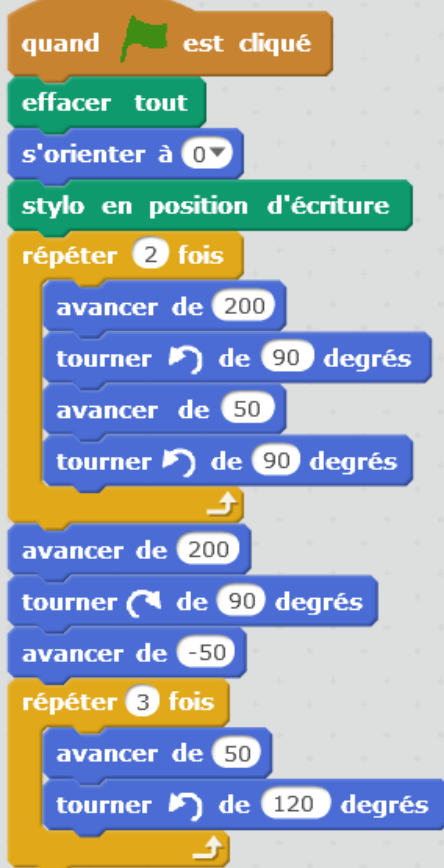 quand est cliqué
effacer tout
s'orienter à 0
stylo en position d'écriture
répéter 2 fois
avancer de 200
tourner de 90 degrés
avancer de 50
tourner de 90 degrés
avancer de 200
tourner de 90 degrés
avancer de -50
répéter 3 fois
avancer de 50
tourner de 120 degrés